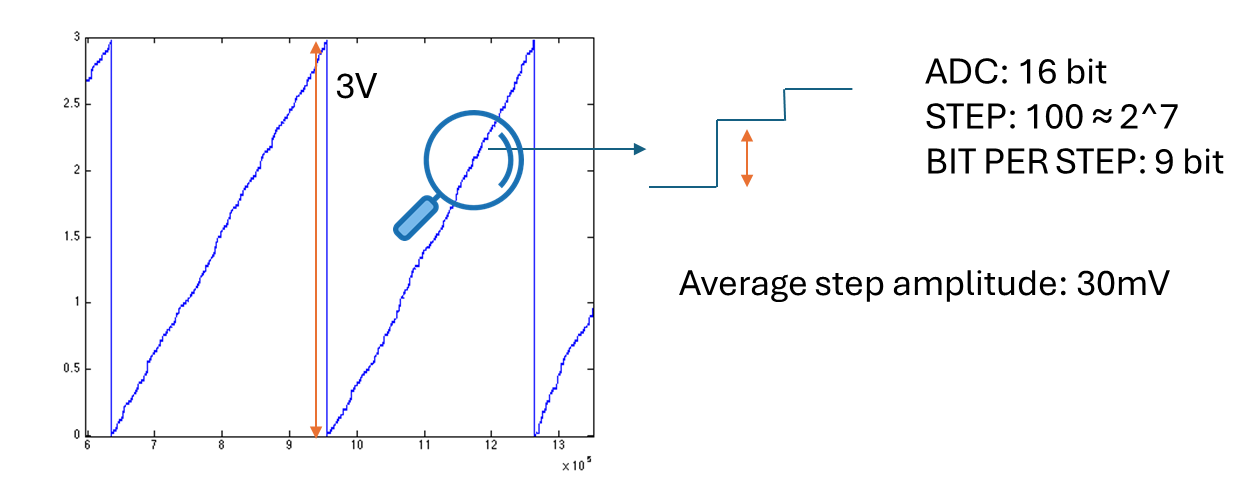 3
2.5
2
1.5
1
0.5
0
6 7 8 9 10 11 12 13
x 10^5
3V
ADC: 16 bit
STEP: 100 ≈ 2^7
BIT PER STEP: 9 bit
Average step amplitude: 30mV